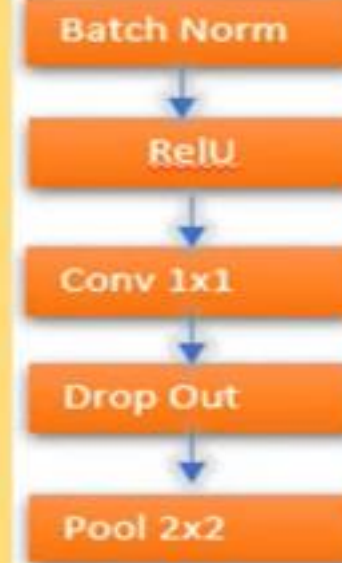 Batch Norm
RelU
Conv 1x1
Drop Out
Pool 2x2